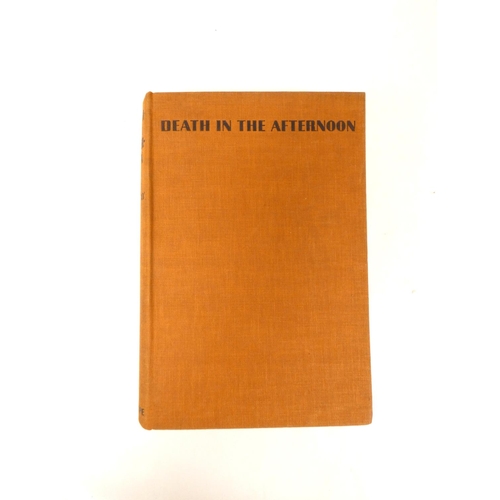 DEATH IN THE AFTERNOON